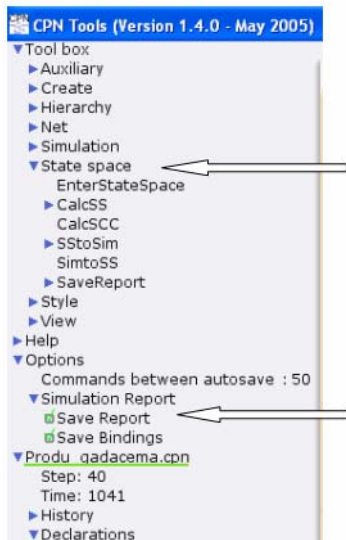 CPN Tools (Version 1.4.0 - May 2005)
Tool box
Auxiliary
Create
Hierarchy
Net
Simulation
State space
EnterStateSpace
CalcSS
CalcSCC
SStoSim
SimtoSS
SaveReport
Style
View
Help
Options
Commands between autosave : 50
Simulation Report
Save Report
Save Bindings
Produ_gadacema.cpn
Step: 40
Time: 1041
History
Declarations